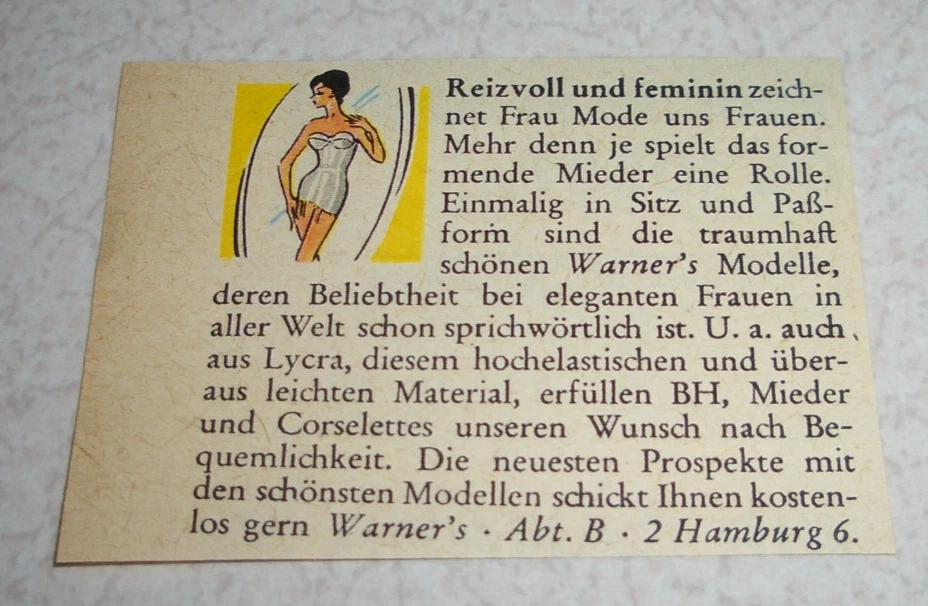 Reizvoll und feminin zeich-
net Frau Mode uns Frauen.
Mehr denn je spielt das for-
mende Mieder eine Rolle.
Einmalig in Sitz und Paß-
form sind die traumhaft
schönen Warner's Modelle,
deren Beliebtheit bei eleganten Frauen in
aller Welt schon sprichwörtlich ist. U. a. auch
aus Lycra, diesem hochelastischen und über-
aus leichten Material, erfüllen BH, Mieder
und Corselettes unseren Wunsch nach Be-
quemlichkeit. Die neuesten Prospekte mit
den schönsten Modellen schickt Ihnen kosten-
los gern Warner's · Abt. B · 2 Hamburg 6.